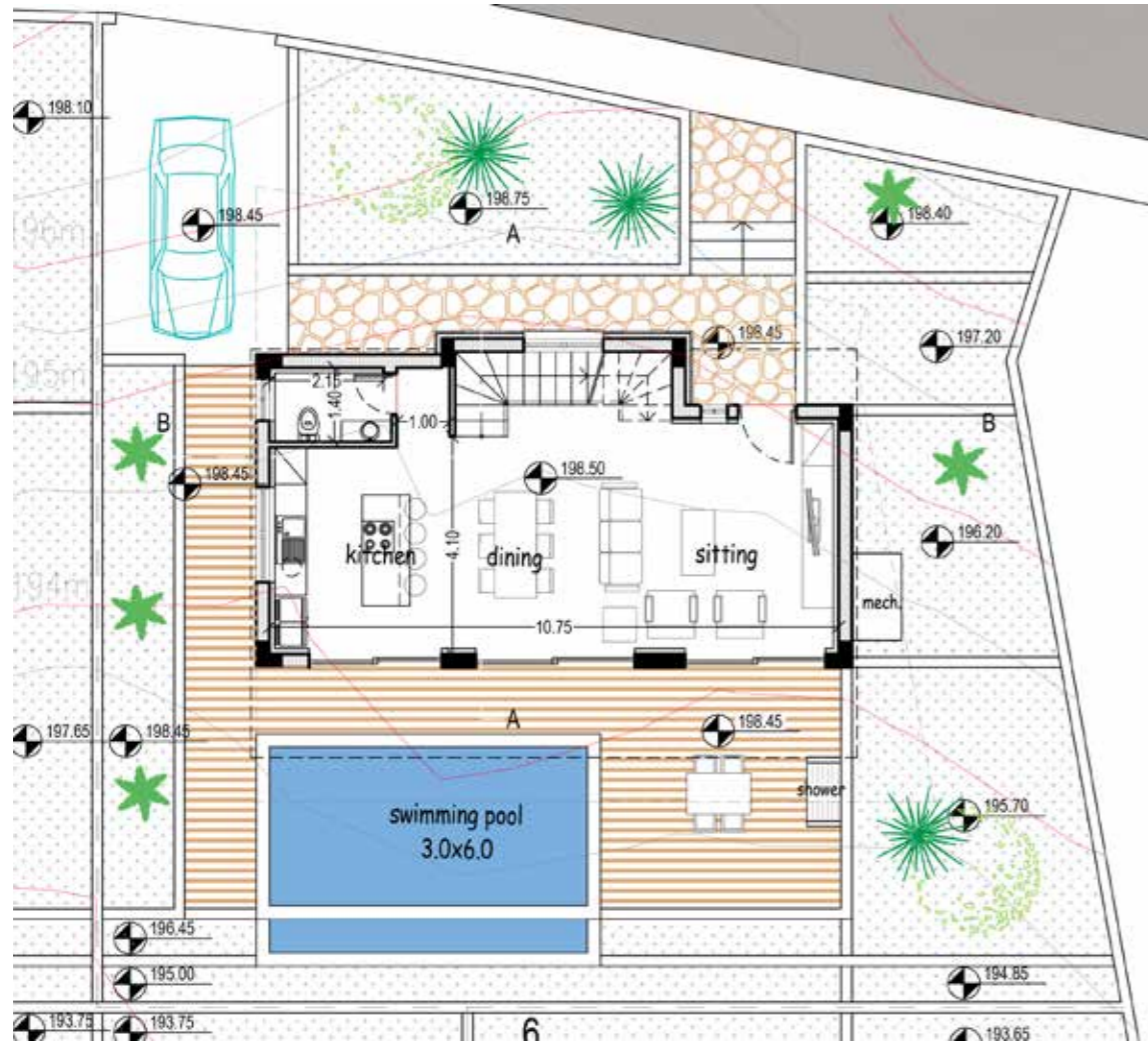 198.10
198.45
198.75
A
198.40
96m
198.45
197.20
195m
2.15
1.40
1.00
B
B
198.45
198.50
196.20
kitchen
4.10
dining
sitting
194m
mech.
10.75
197.65
198.45
A
198.45
shower
swimming pool
3.0x6.0
195.70
196.45
195.00
194.85
193.75
193.75
6
193.65